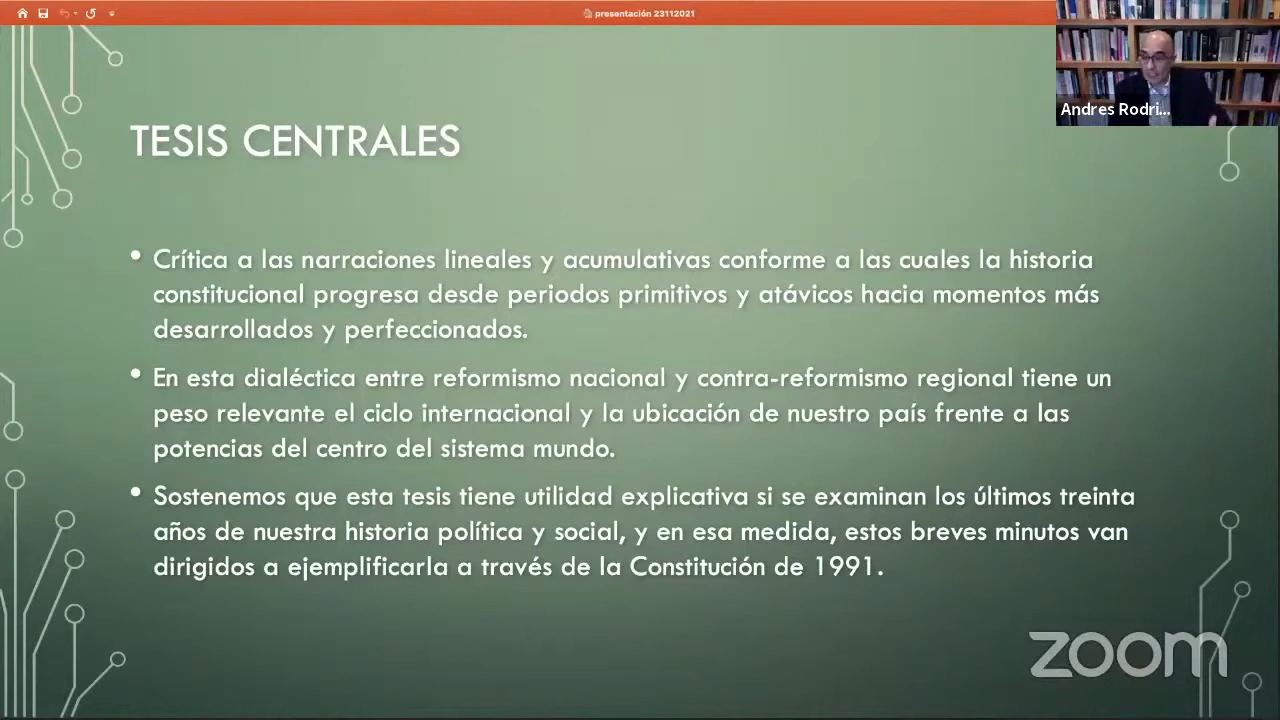 presentación 23112021
Andres Rodri...
TESIS CENTRALES
• Crítica a las narraciones lineales y acumulativas conforme a las cuales la historia
constitucional progresa desde periodos primitivos y atávicos hacia momentos más
desarrollados y perfeccionados.
• En esta dialéctica entre reformismo nacional y contra-reformismo regional tiene un
peso relevante el ciclo internacional y la ubicación de nuestro país frente a las
potencias del centro del sistema mundo.
• Sostenemos que esta tesis tiene utilidad explicativa si se examinan los últimos treinta
años de nuestra historia política y social, y en esa medida, estos breves minutos van
dirigidos a ejemplificarla a través de la Constitución de 1991.
zoom